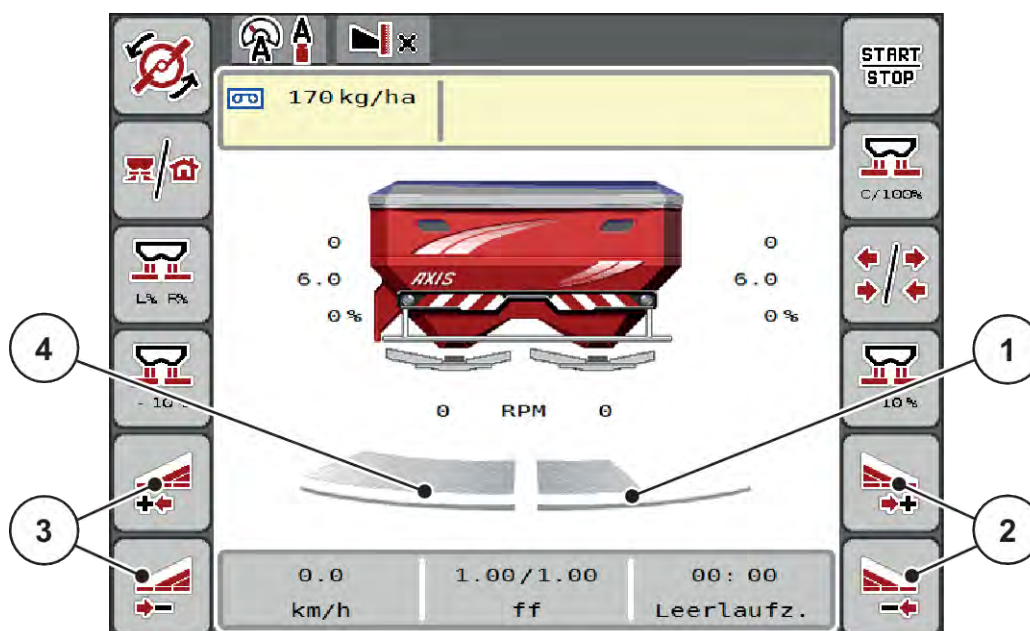 A A
START
STOP
170 kg/ha
C/100%
0 0
AXIS
6.0 6.0
L% R%
0% 0%
4
1
- 10%
0 RPM 0
10%
3
2
0.0 1.00/1.00 00:00
km/h ff Leerlaufz.